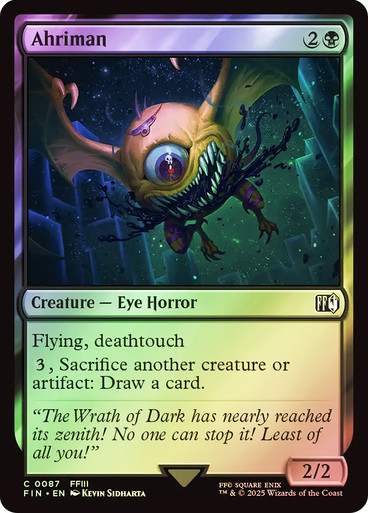 Ahriman 2
Creature — Eye Horror
FF
Flying, deathtouch
3, Sacrifice another creature or
artifact: Draw a card.
“The Wrath of Dark has nearly reached
its zenith! No one can stop it! Least of
all you!”
2/2
C 0087 FFIII
FIN • EN Kevin Sidharta
FF© SQUARE ENIX
™ & © 2025 Wizards of the Coast